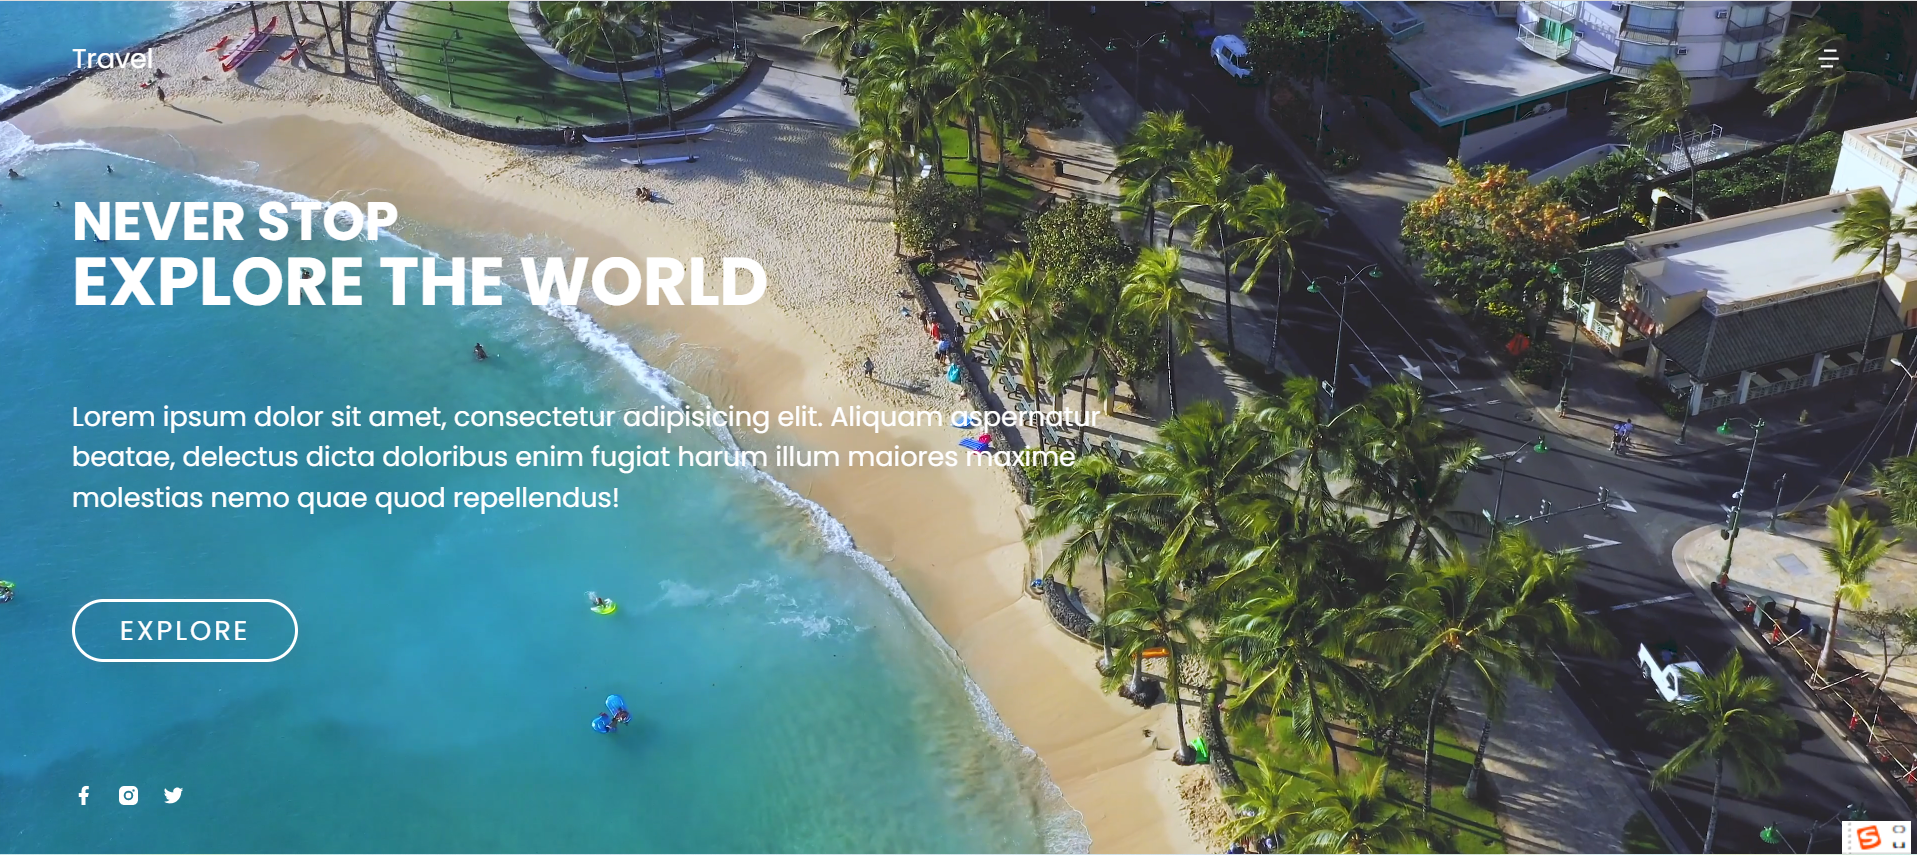 Travel
NEVER STOP
EXPLORE THE WORLD
Lorem ipsum dolor sit amet, consectetur adipisicing elit. Aliquam aspernatur
beatae, delectus dicta doloribus enim fugiat harum illum maiores maxime
molestias nemo quae quod repellendus!
EXPLORE